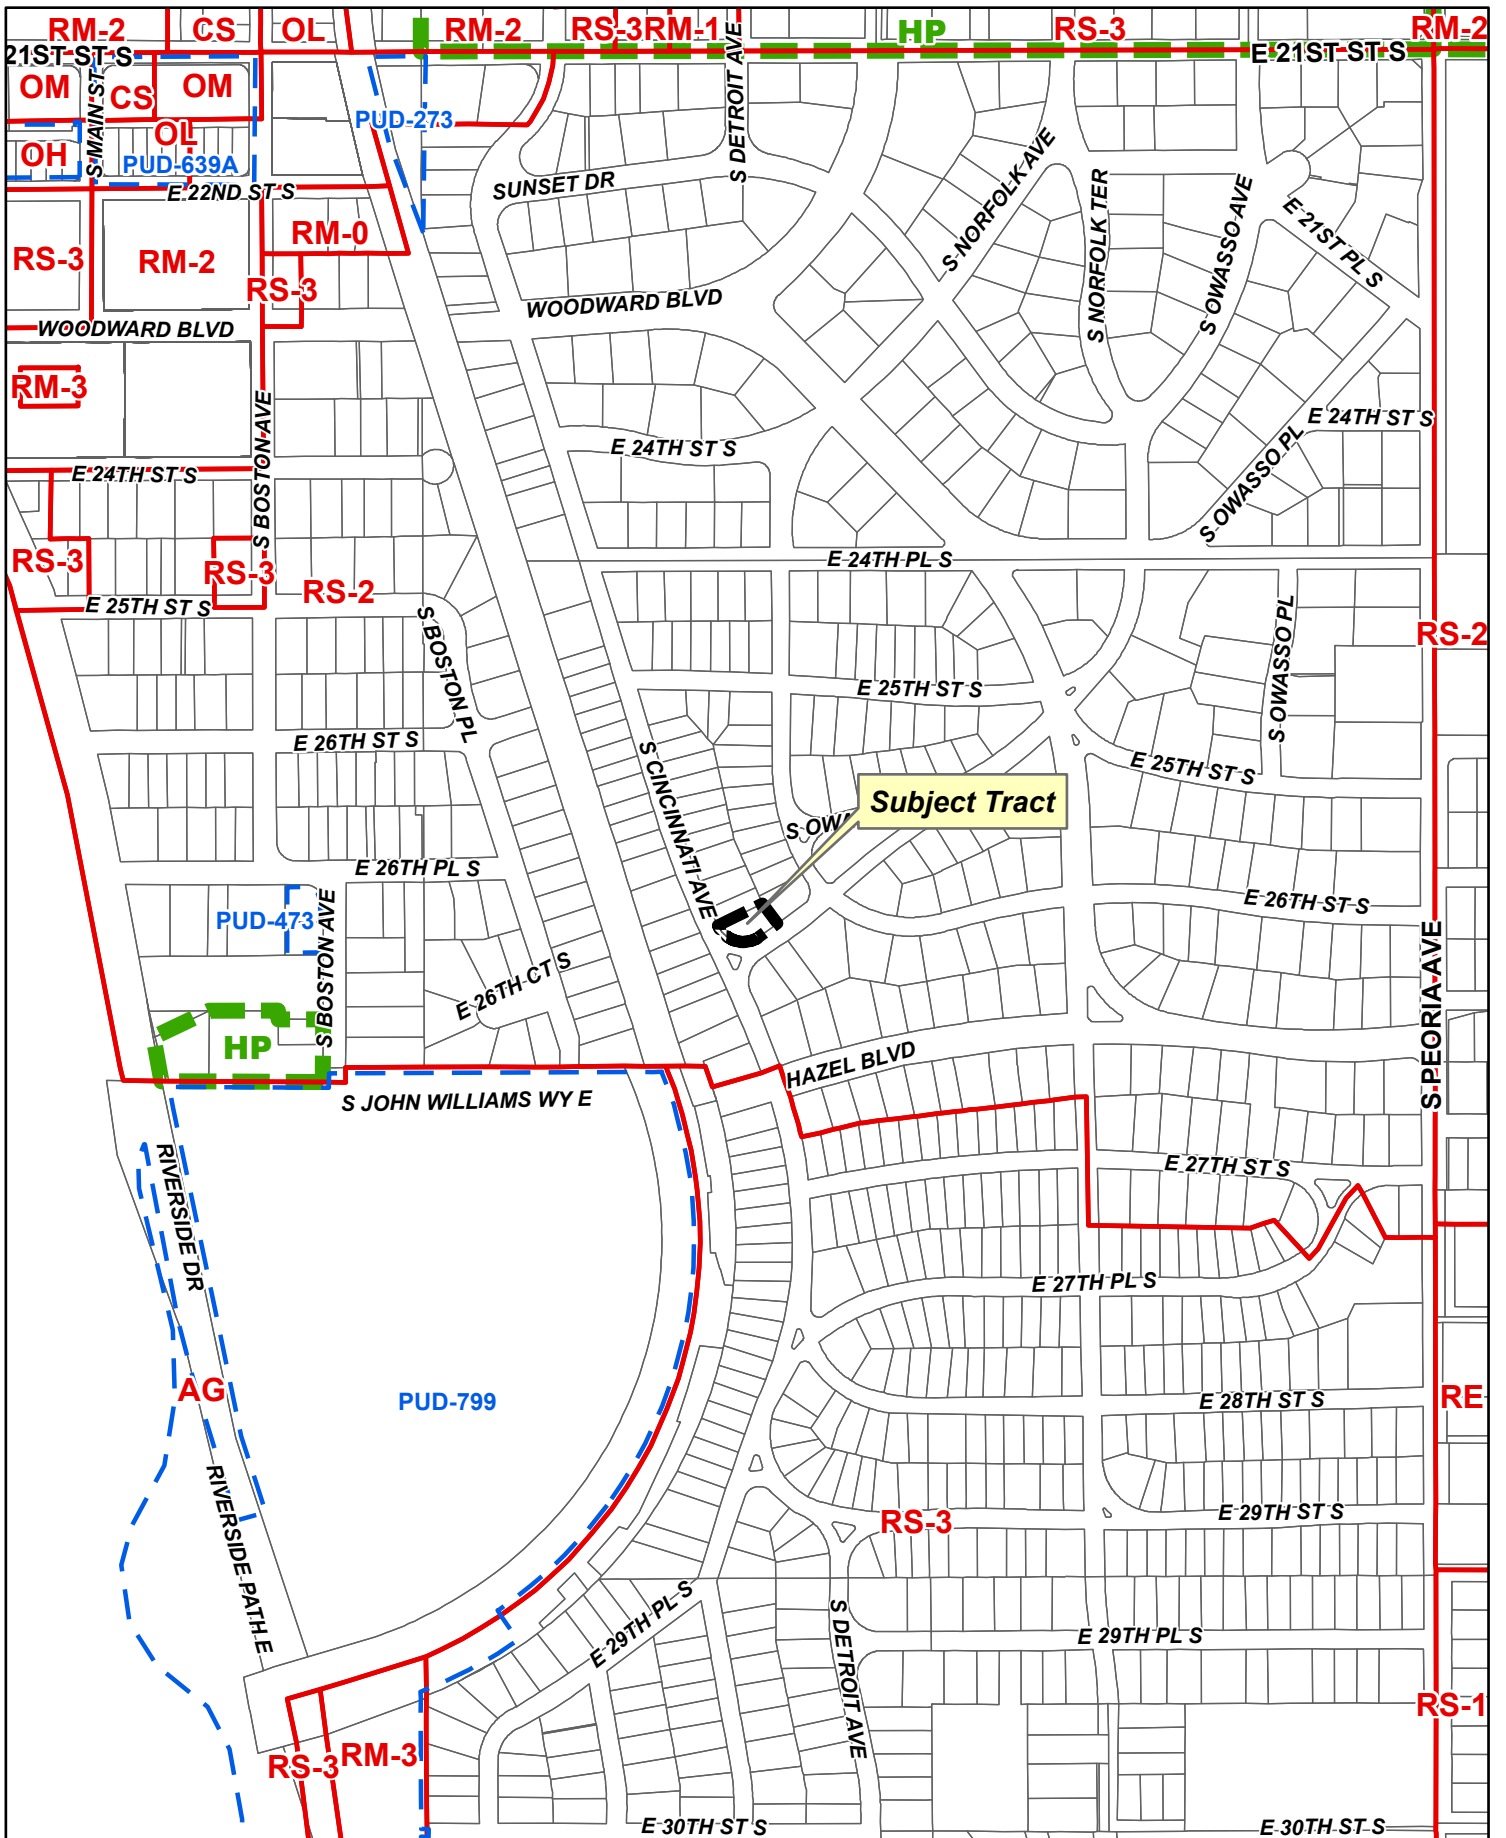 RM-2
CS
OL
RM-2
RS-3
RM-1
HP
RS-3
RM-2
21ST ST S
E 21ST ST S
OM
CS
OM
S MAIN ST
S DETROIT AVE
PUD-273
OL
OH
PUD-639A
E 22ND ST S
SUNSET DR
S NORFOLK AVE
S NORFOLK TER
S OWASSO AVE
E 21ST PL S
RS-3
RM-2
RM-0
RS-3
WOODWARD BLVD
WOODWARD BLVD
RM-3
S BOSTON AVE
E 24TH ST S
E 24TH ST S
E 24TH ST S
S OWASSO PL
RS-3
RS-3
RS-2
E 24TH PL S
E 25TH ST S
S BOSTON PL
S OWASSO PL
RS-2
E 25TH ST S
E 26TH ST S
S CINCINNATI AVE
E 25TH ST S
Subject Tract
S OWA
E 26TH PL S
PUD-473
S BOSTON AVE
E 26TH ST S
E 26TH CT S
S PEORIA AVE
HP
HAZEL BLVD
S JOHN WILLIAMS WY E
RIVERSIDE DR
E 27TH ST S
E 27TH PL S
AG
PUD-799
E 28TH ST S
RE
RIVERSIDE PATH E
RS-3
E 29TH ST S
E 29TH PL S
S DETROIT AVE
E 29TH PL S
RS-1
RS-3
RM-3
E 30TH ST S
E 30TH ST S